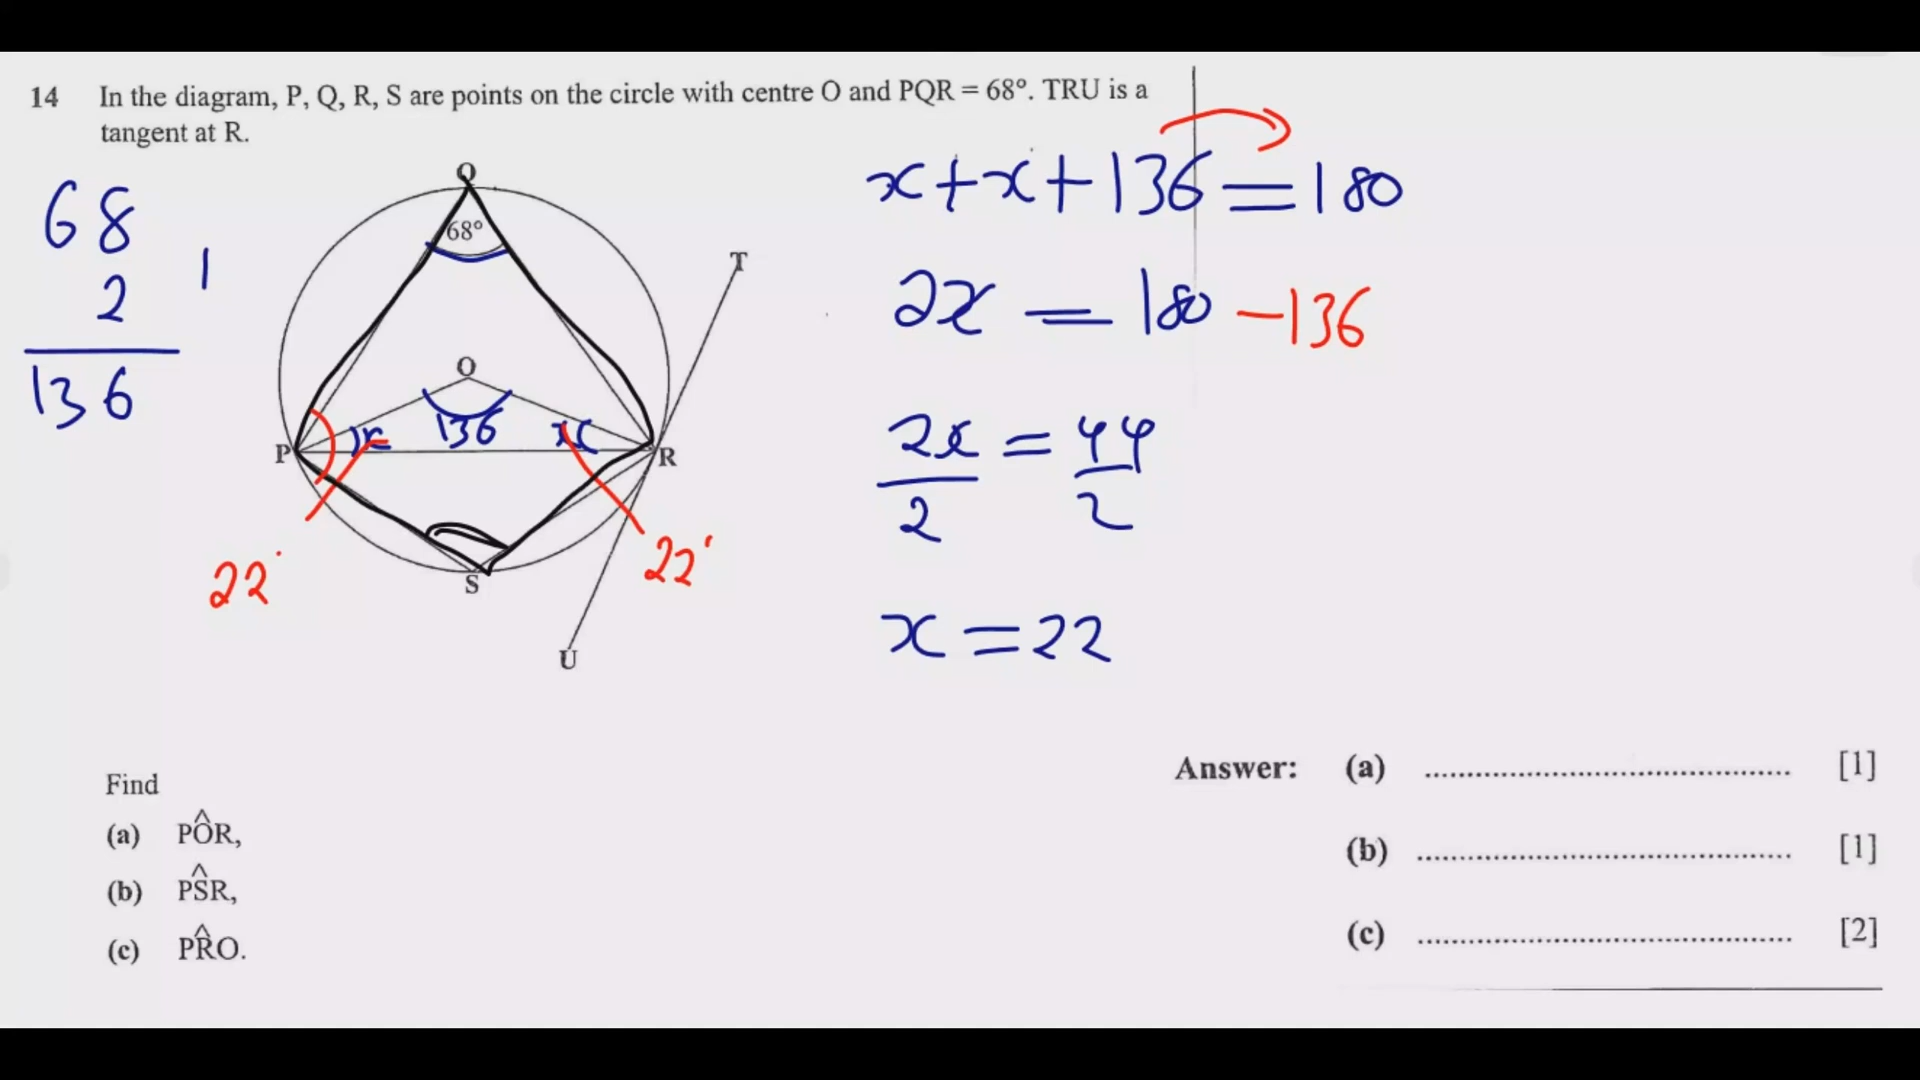 14 In the diagram, P, Q, R, S are points on the circle with centre O and PQR = 68°. TRU is a
tangent at R.
68
2
136
1
Q
68°
T
O
136
x
x
P
R
S
U
22
22
x + x + 136 = 180
2x = 180 - 136
2x/2 = 44/2
x = 22
Find
(a) PÔR,
(b) PŜR,
(c) PR̂O.
Answer: (a) .................................................. [1]
(b) .................................................. [1]
(c) .................................................. [2]